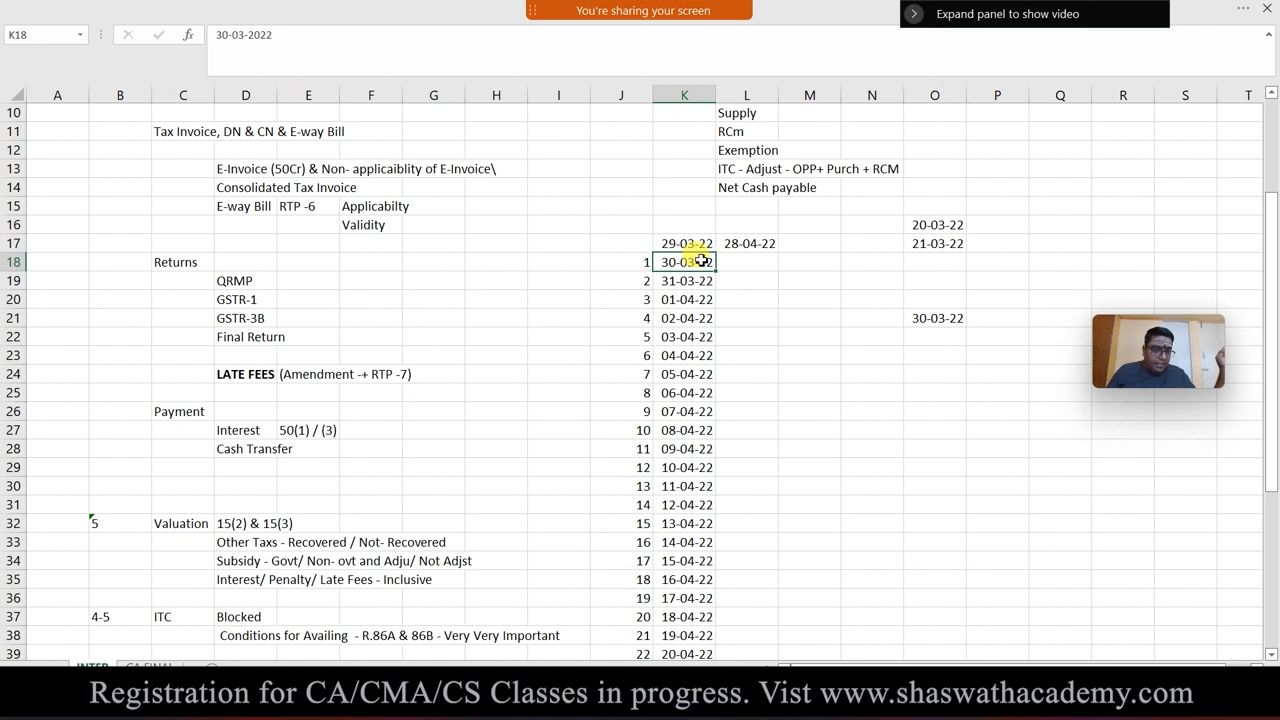 You're sharing your screen
Expand panel to show video
K18
fx
30-03-2022
A B C D E F G H I J K L M N O P Q R S T
10 Supply
11 Tax Invoice, DN & CN & E-way Bill RCm
12 Exemption
13 E-Invoice (50Cr) & Non- applicaiblity of E-Invoice\ ITC - Adjust - OPP+ Purch + RCM
14 Consolidated Tax Invoice Net Cash payable
15 E-way Bill RTP -6 Applicabilty
16 Validity 20-03-22
17 29-03-22 28-04-22 21-03-22
18 Returns 1 30-03-22
19 QRMP 2 31-03-22
20 GSTR-1 3 01-04-22
21 GSTR-3B 4 02-04-22 30-03-22
22 Final Return 5 03-04-22
23 6 04-04-22
24 LATE FEES (Amendment -+ RTP -7) 7 05-04-22
25 8 06-04-22
26 Payment 9 07-04-22
27 Interest 50(1) / (3) 10 08-04-22
28 Cash Transfer 11 09-04-22
29 12 10-04-22
30 13 11-04-22
31 14 12-04-22
32 5 Valuation 15(2) & 15(3) 15 13-04-22
33 Other Taxs - Recovered / Not- Recovered 16 14-04-22
34 Subsidy - Govt/ Non- ovt and Adju/ Not Adjst 17 15-04-22
35 Interest/ Penalty/ Late Fees - Inclusive 18 16-04-22
36 19 17-04-22
37 4-5 ITC Blocked 20 18-04-22
38 Conditions for Availing - R.86A & 86B - Very Very Important 21 19-04-22
39 22 20-04-22
INTER CA FINAL
Registration for CA/CMA/CS Classes in progress. Vist www.shaswathacademy.com